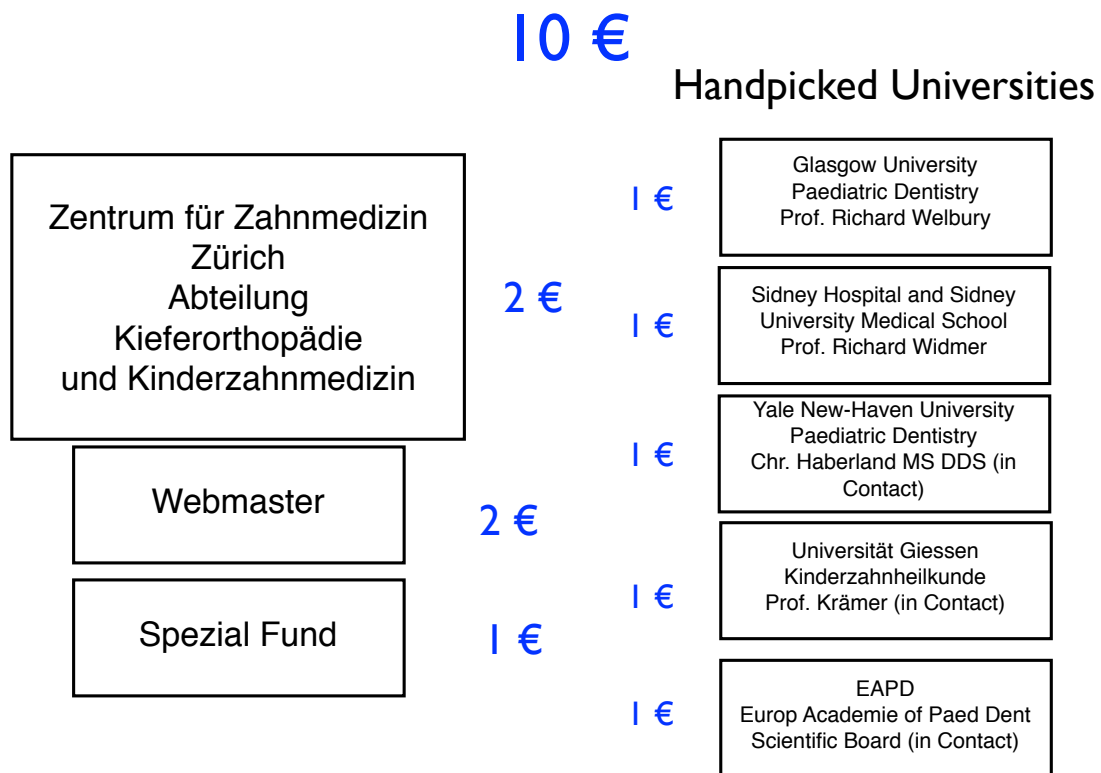 10 €
Handpicked Universities
Zentrum für Zahnmedizin
Zürich
Abteilung
Kieferorthopädie
und Kinderzahnmedizin
2 €
Webmaster
2 €
Spezial Fund
1 €
1 €
Glasgow University
Paediatric Dentistry
Prof. Richard Welbury
1 €
Sidney Hospital and Sidney
University Medical School
Prof. Richard Widmer
1 €
Yale New-Haven University
Paediatric Dentistry
Chr. Haberland MS DDS (in
Contact)
1 €
Universität Giessen
Kinderzahnheilkunde
Prof. Krämer (in Contact)
1 €
EAPD
Europ Academie of Paed Dent
Scientific Board (in Contact)